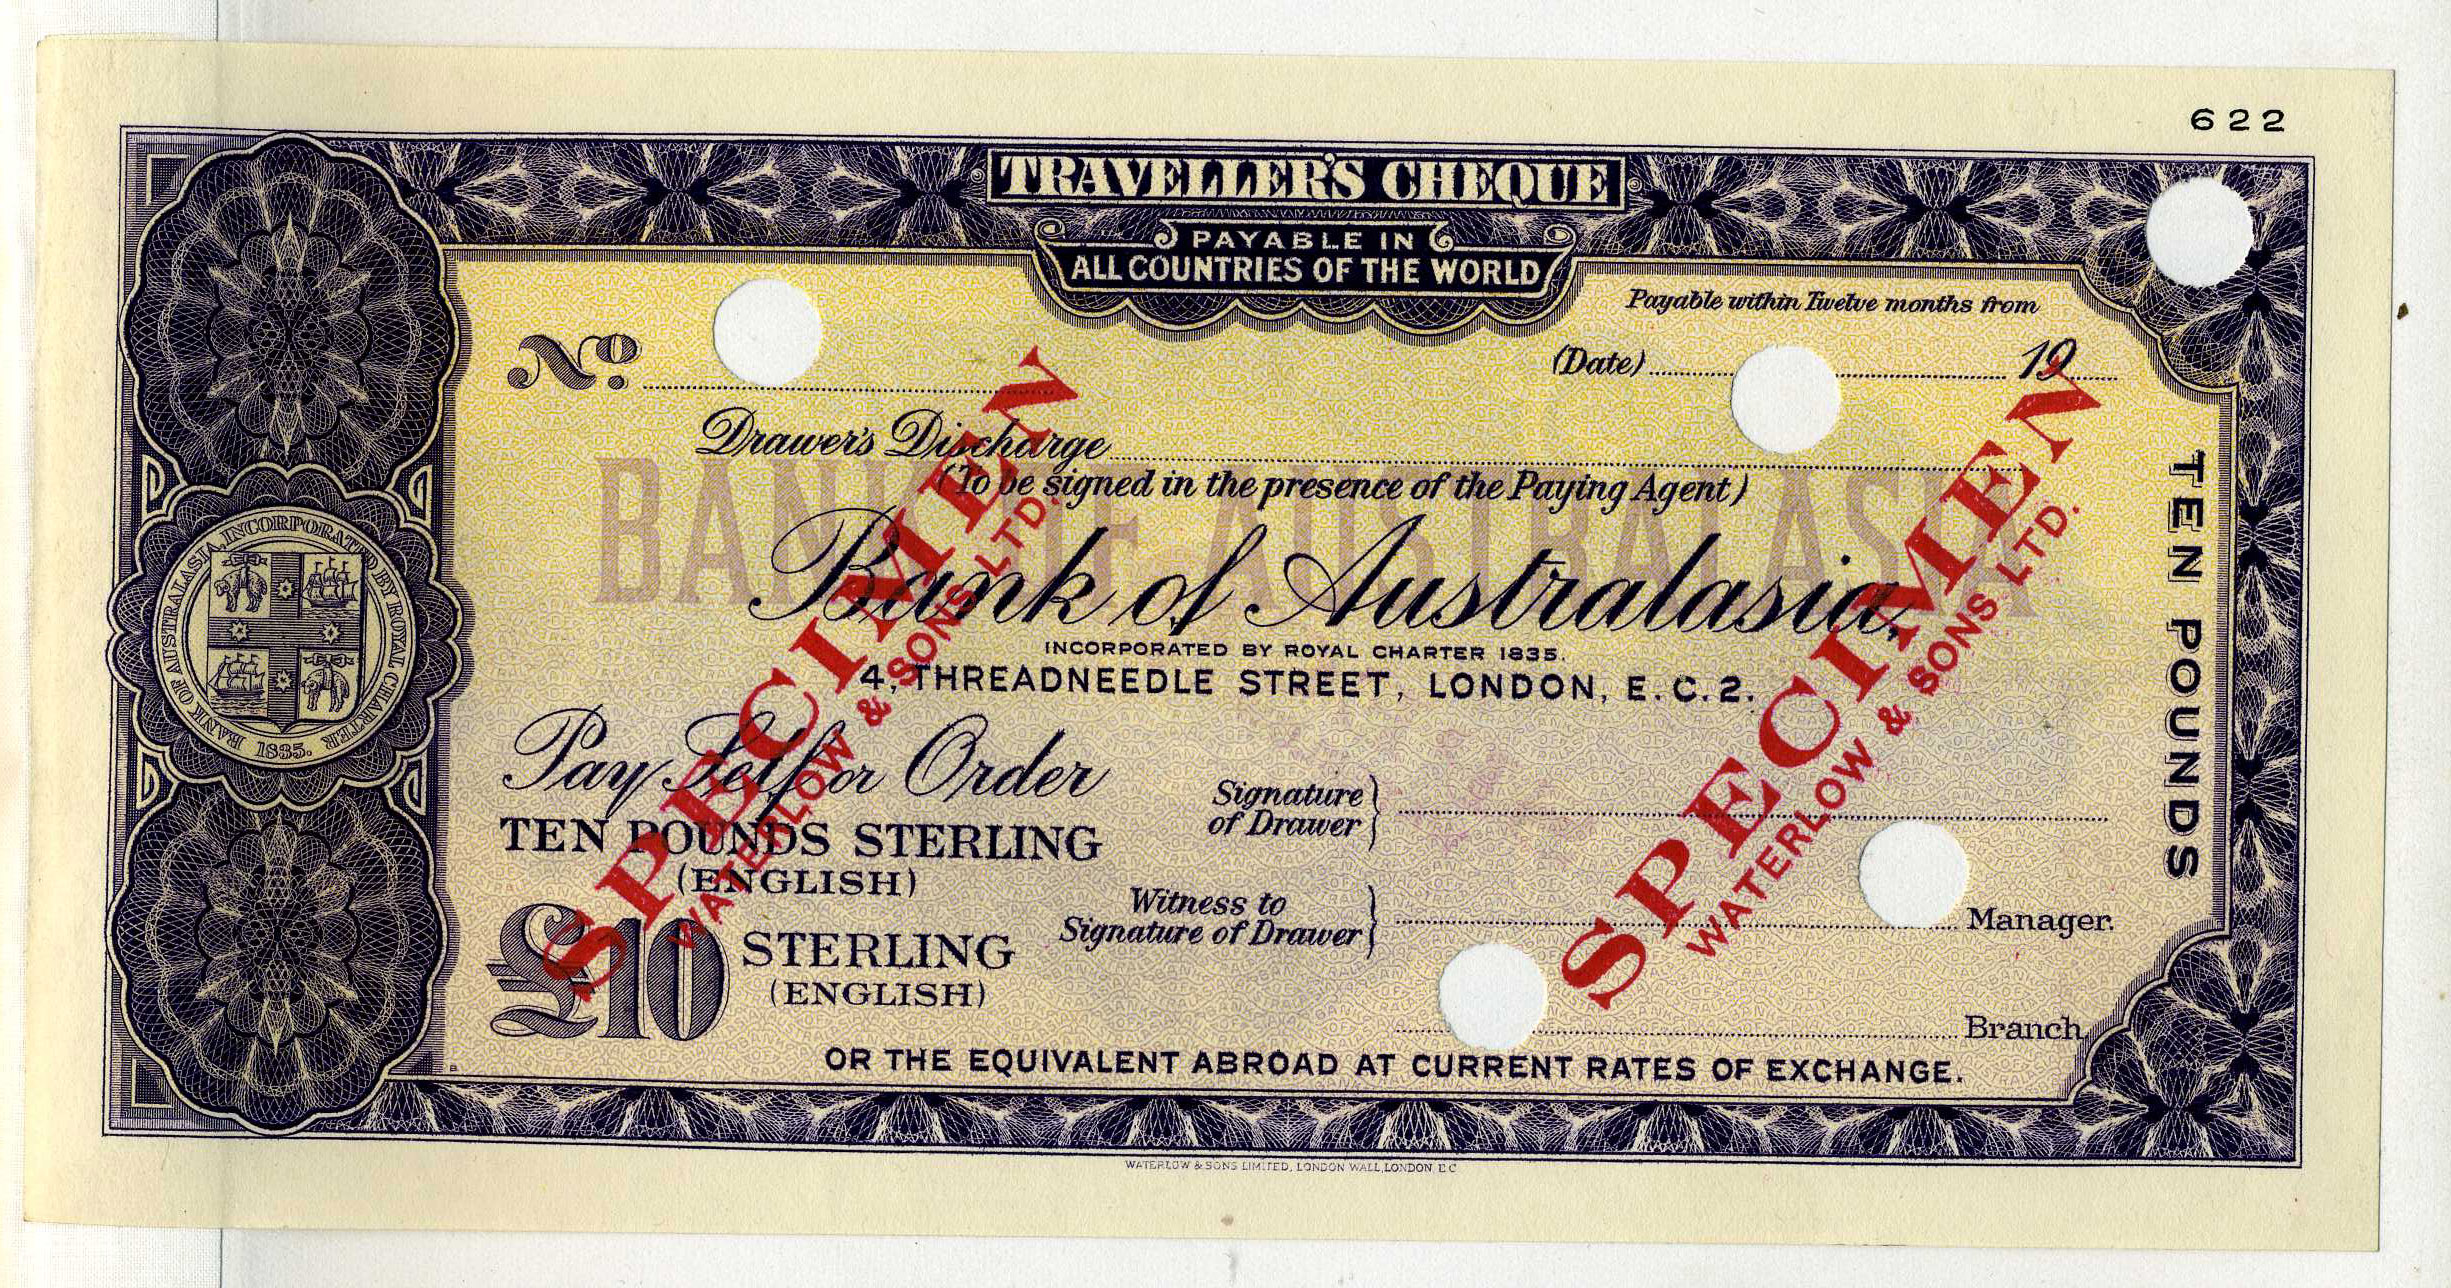 622
TRAVELLER'S CHEQUE
PAYABLE IN
ALL COUNTRIES OF THE WORLD
Payable within Twelve months from
No.
(Date) 19
Drawer's Discharge
(To be signed in the presence of the Paying Agent)
BANK OF AUSTRALASIA
Bank of Australasia,
INCORPORATED BY ROYAL CHARTER 1835.
4, THREADNEEDLE STREET, LONDON, E.C.2.
Pay Self or Order
TEN POUNDS STERLING
(ENGLISH)
£10 STERLING
(ENGLISH)
Signature
of Drawer
Witness to
Signature of Drawer
Manager.
Branch
OR THE EQUIVALENT ABROAD AT CURRENT RATES OF EXCHANGE.
TEN POUNDS
BANK OF AUSTRALASIA INCORPORATED BY ROYAL CHARTER
1835.
SPECIMEN
WATERLOW & SONS LTD.
SPECIMEN
WATERLOW & SONS LTD.
B
WATERLOW & SONS LIMITED, LONDON WALL, LONDON E C